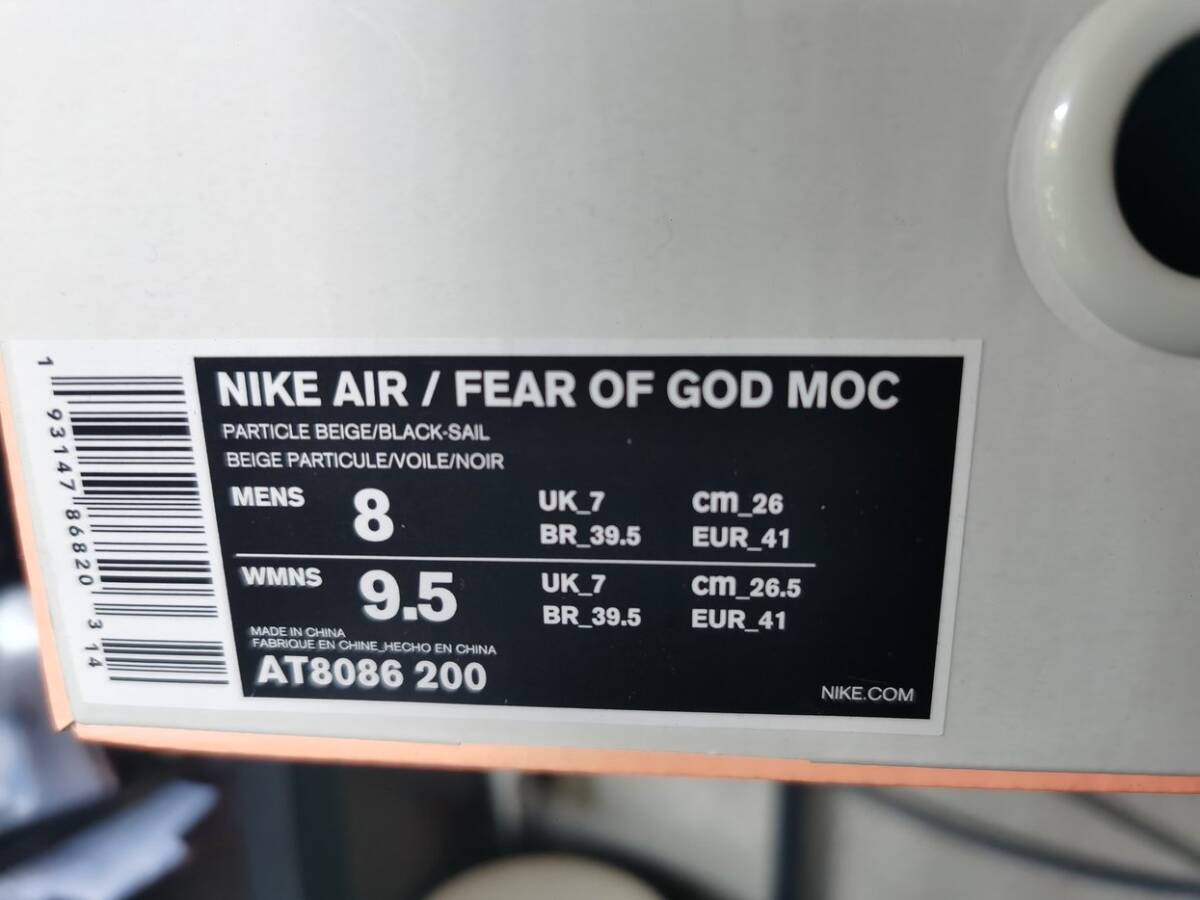 NIKE AIR / FEAR OF GOD MOC
PARTICLE BEIGE/BLACK-SAIL
BEIGE PARTICULE/VOILE/NOIR
MENS 8 UK_7 cm_26
BR_39.5 EUR_41
WMNS 9.5 UK_7 cm_26.5
BR_39.5 EUR_41
MADE IN CHINA
FABRIQUE EN CHINE_HECHO EN CHINA
AT8086 200
NIKE.COM
1 93147 86820 3 14